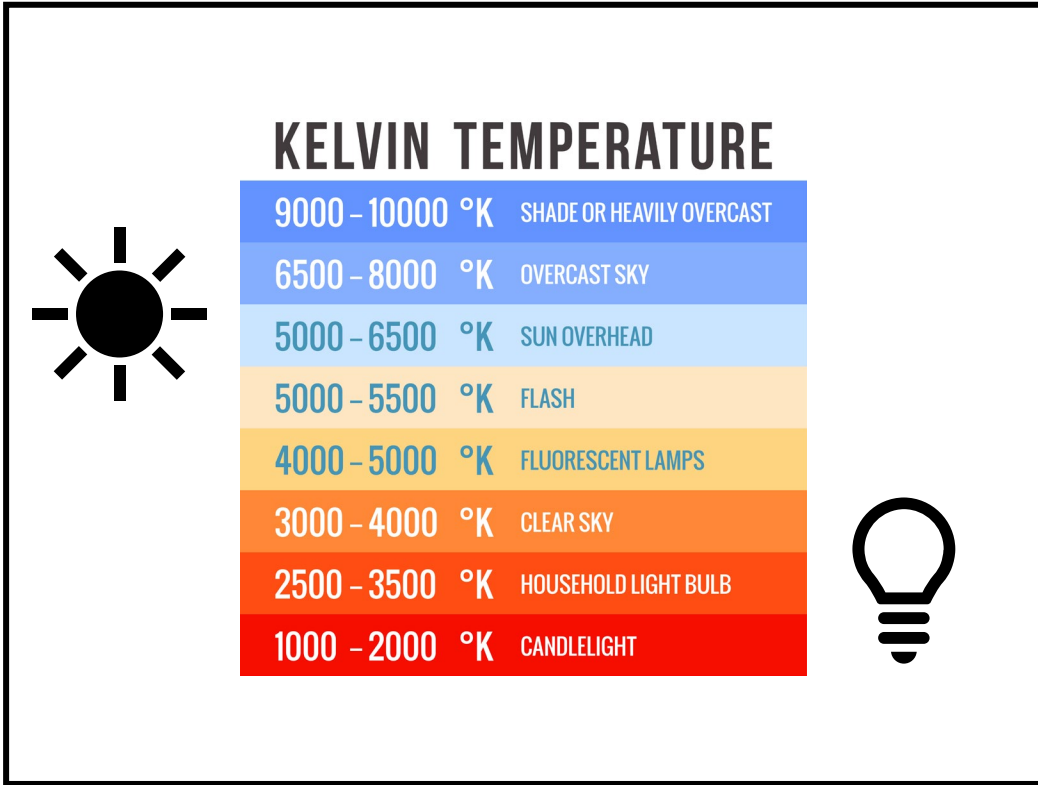 KELVIN TEMPERATURE
9000 – 10000 °K SHADE OR HEAVILY OVERCAST
6500 – 8000 °K OVERCAST SKY
5000 – 6500 °K SUN OVERHEAD
5000 – 5500 °K FLASH
4000 – 5000 °K FLUORESCENT LAMPS
3000 – 4000 °K CLEAR SKY
2500 – 3500 °K HOUSEHOLD LIGHT BULB
1000 – 2000 °K CANDLELIGHT